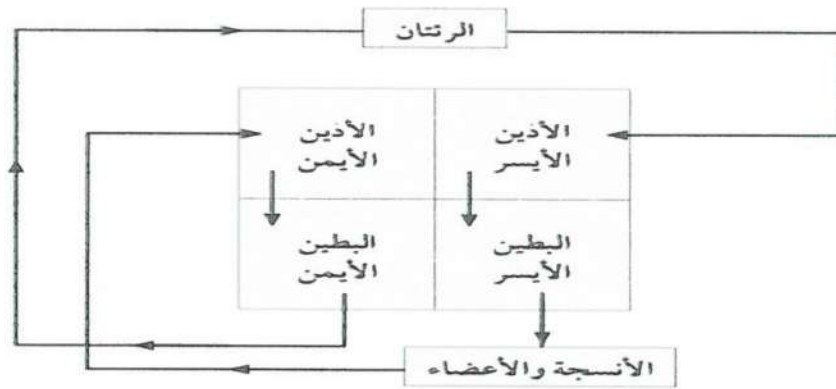 الرئتان
الأذين
الأيمن
الأذين
الأيسر
البطين
الأيمن
البطين
الأيسر
الأنسجة والأعضاء